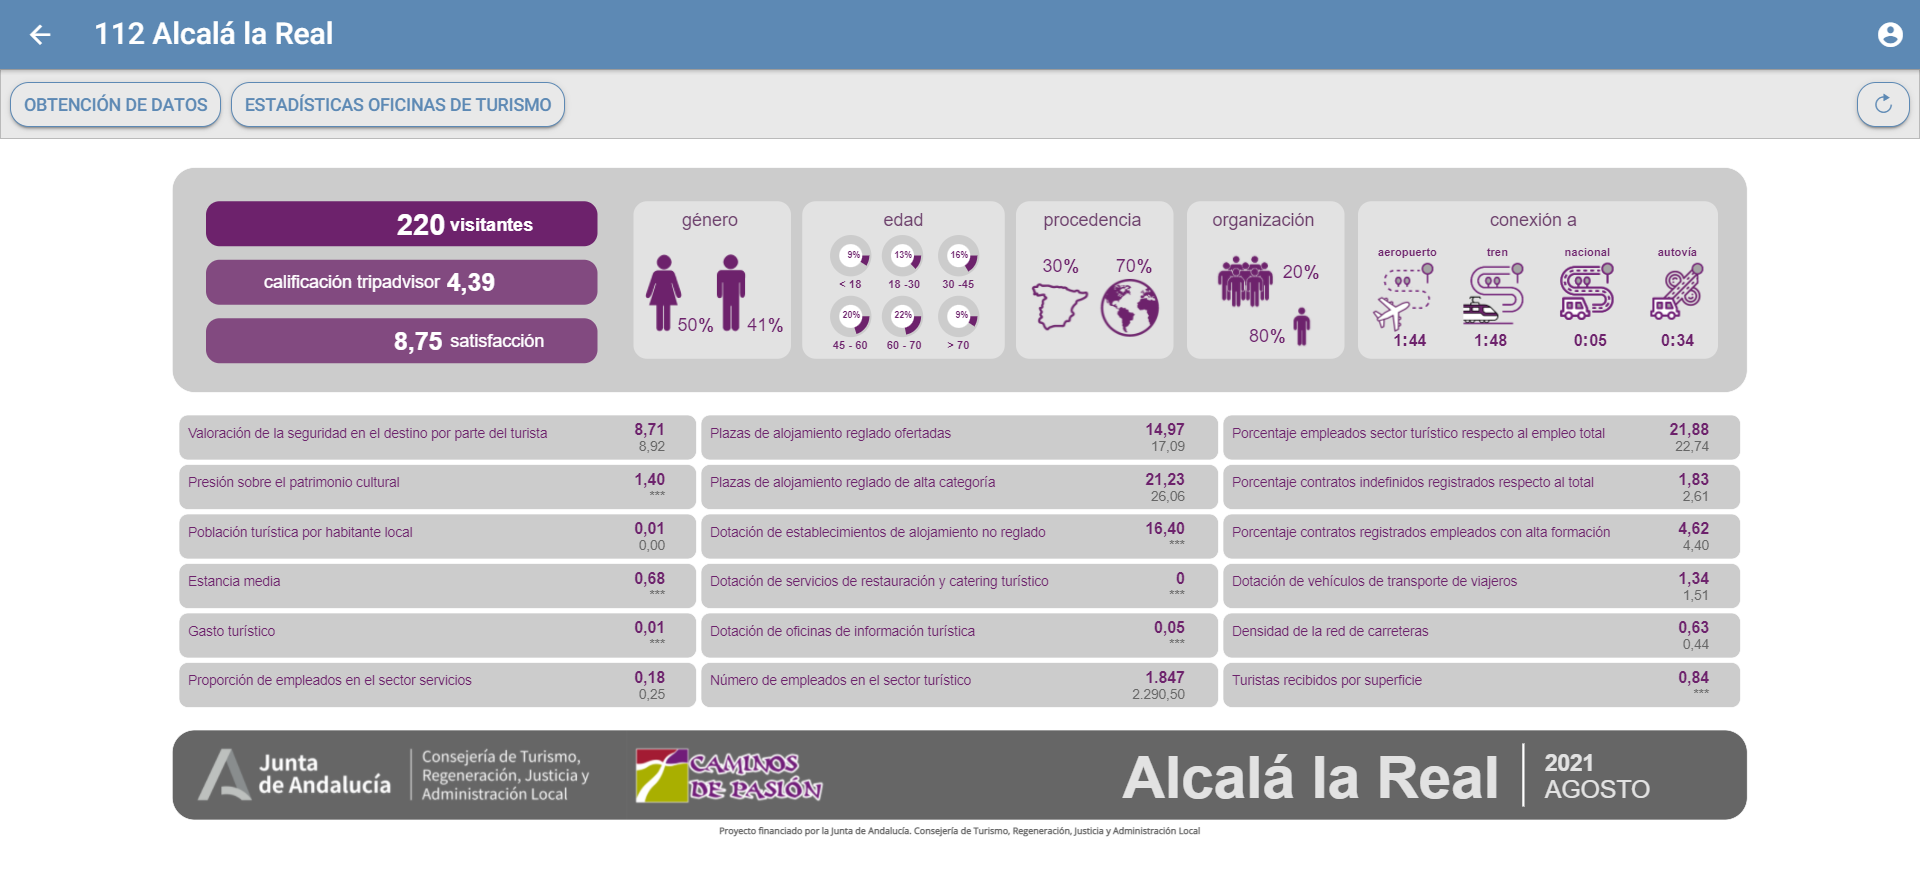 112 Alcalá la Real
OBTENCIÓN DE DATOS
ESTADÍSTICAS OFICINAS DE TURISMO
220 visitantes
calificación tripadvisor 4,39
8,75 satisfacción
género
50%
41%
edad
9%
13%
16%
< 18
18 -30
30 -45
20%
22%
9%
45 - 60
60 - 70
> 70
procedencia
30%
70%
organización
20%
80%
conexión a
aeropuerto
tren
nacional
autovía
1:44
1:48
0:05
0:34
Valoración de la seguridad en el destino por parte del turista
8,71
8,92
Plazas de alojamiento reglado ofertadas
14,97
17,09
Porcentaje empleados sector turístico respecto al empleo total
21,88
22,74
Presión sobre el patrimonio cultural
1,40
***
Plazas de alojamiento reglado de alta categoría
21,23
26,06
Porcentaje contratos indefinidos registrados respecto al total
1,83
2,61
Población turística por habitante local
0,01
0,00
Dotación de establecimientos de alojamiento no reglado
16,40
***
Porcentaje contratos registrados empleados con alta formación
4,62
4,40
Estancia media
0,68
***
Dotación de servicios de restauración y catering turístico
0
***
Dotación de vehículos de transporte de viajeros
1,34
1,51
Gasto turístico
0,01
***
Dotación de oficinas de información turística
0,05
***
Densidad de la red de carreteras
0,63
0,44
Proporción de empleados en el sector servicios
0,18
0,25
Número de empleados en el sector turístico
1.847
2.290,50
Turistas recibidos por superficie
0,84
***
Junta
de Andalucía
Consejería de Turismo,
Regeneración, Justicia y
Administración Local
CAMINOS
DE PASIÓN
Alcalá la Real
2021
AGOSTO
Proyecto financiado por la Junta de Andalucía. Consejería de Turismo, Regeneración, Justicia y Administración Local